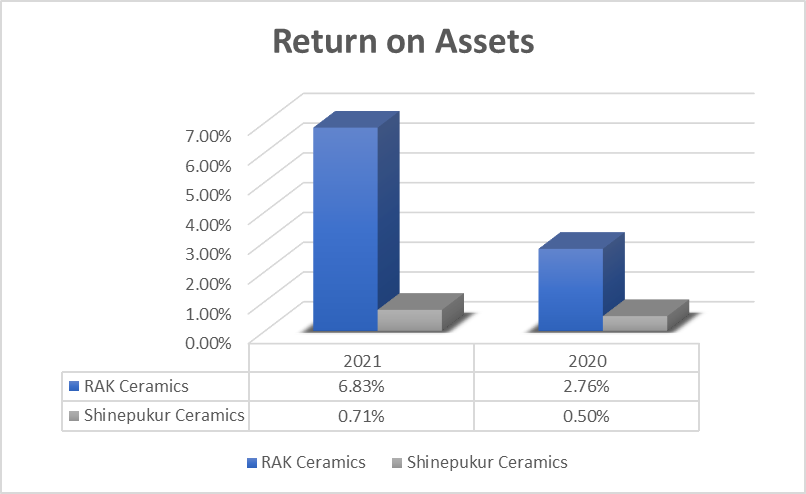 Return on Assets
7.00%
6.00%
5.00%
4.00%
3.00%
2.00%
1.00%
0.00%
2021 2020
RAK Ceramics 6.83% 2.76%
Shinepukur Ceramics 0.71% 0.50%
RAK Ceramics Shinepukur Ceramics